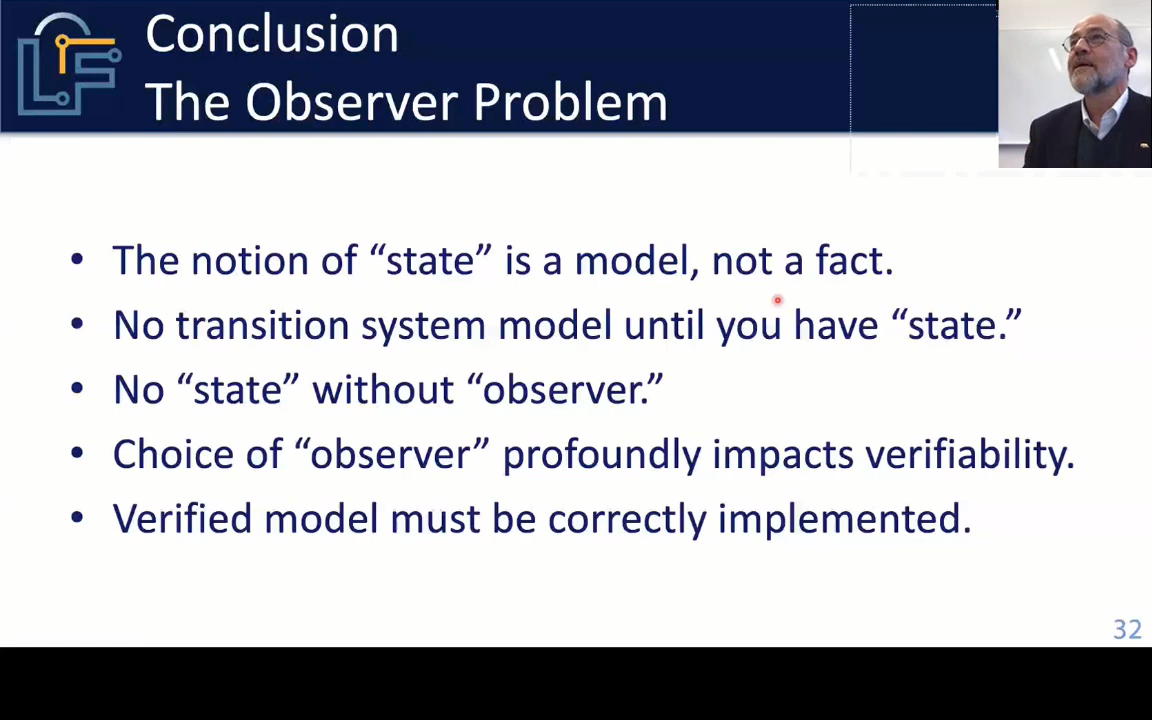 LF
Conclusion
The Observer Problem
• The notion of “state” is a model, not a fact.
• No transition system model until you have “state.”
• No “state” without “observer.”
• Choice of “observer” profoundly impacts verifiability.
• Verified model must be correctly implemented.
32